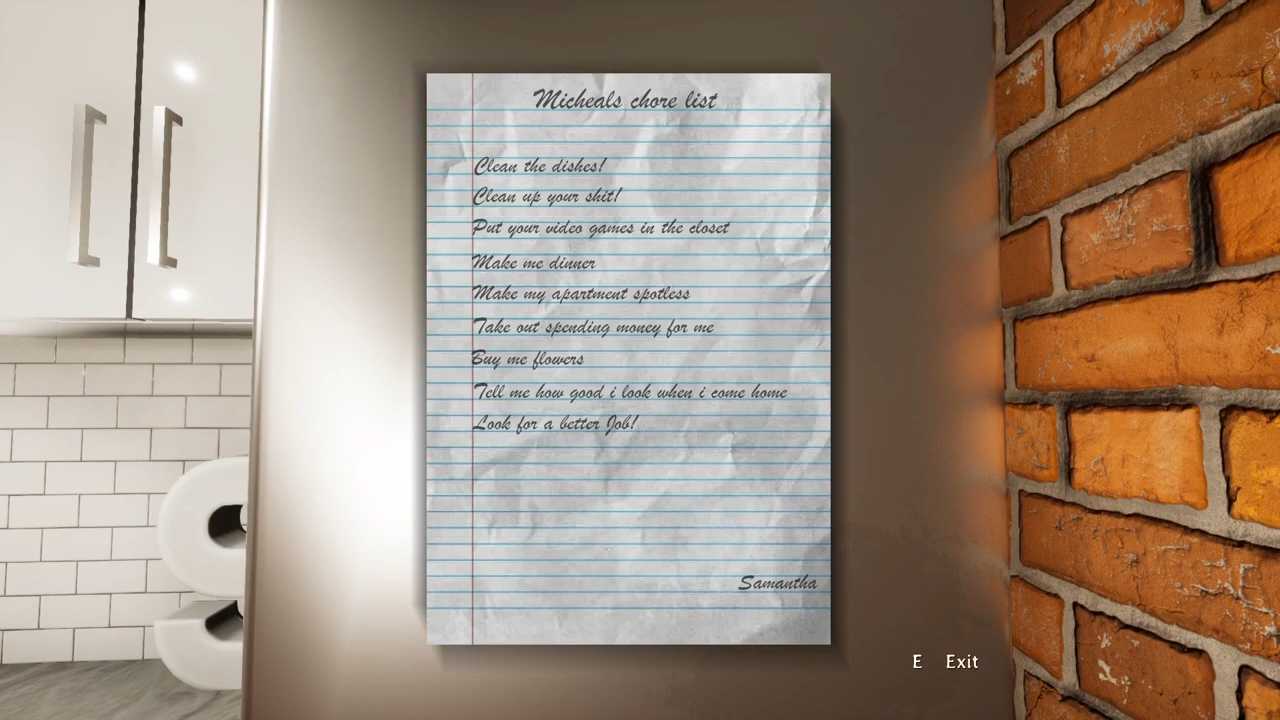 Micheals chore list
Clean the dishes!
Clean up your shit!
Put your video games in the closet
Make me dinner
Make my apartment spotless
Take out spending money for me
Buy me flowers
Tell me how good i look when i come home
Look for a better Job!
Samantha
E Exit